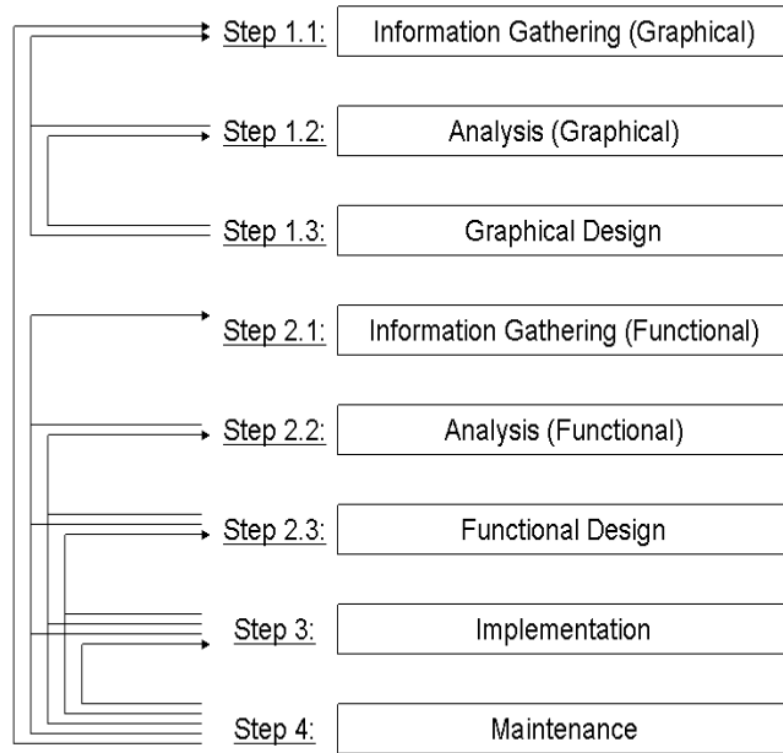 Step 1.1: Information Gathering (Graphical)
Step 1.2: Analysis (Graphical)
Step 1.3: Graphical Design
Step 2.1: Information Gathering (Functional)
Step 2.2: Analysis (Functional)
Step 2.3: Functional Design
Step 3: Implementation
Step 4: Maintenance